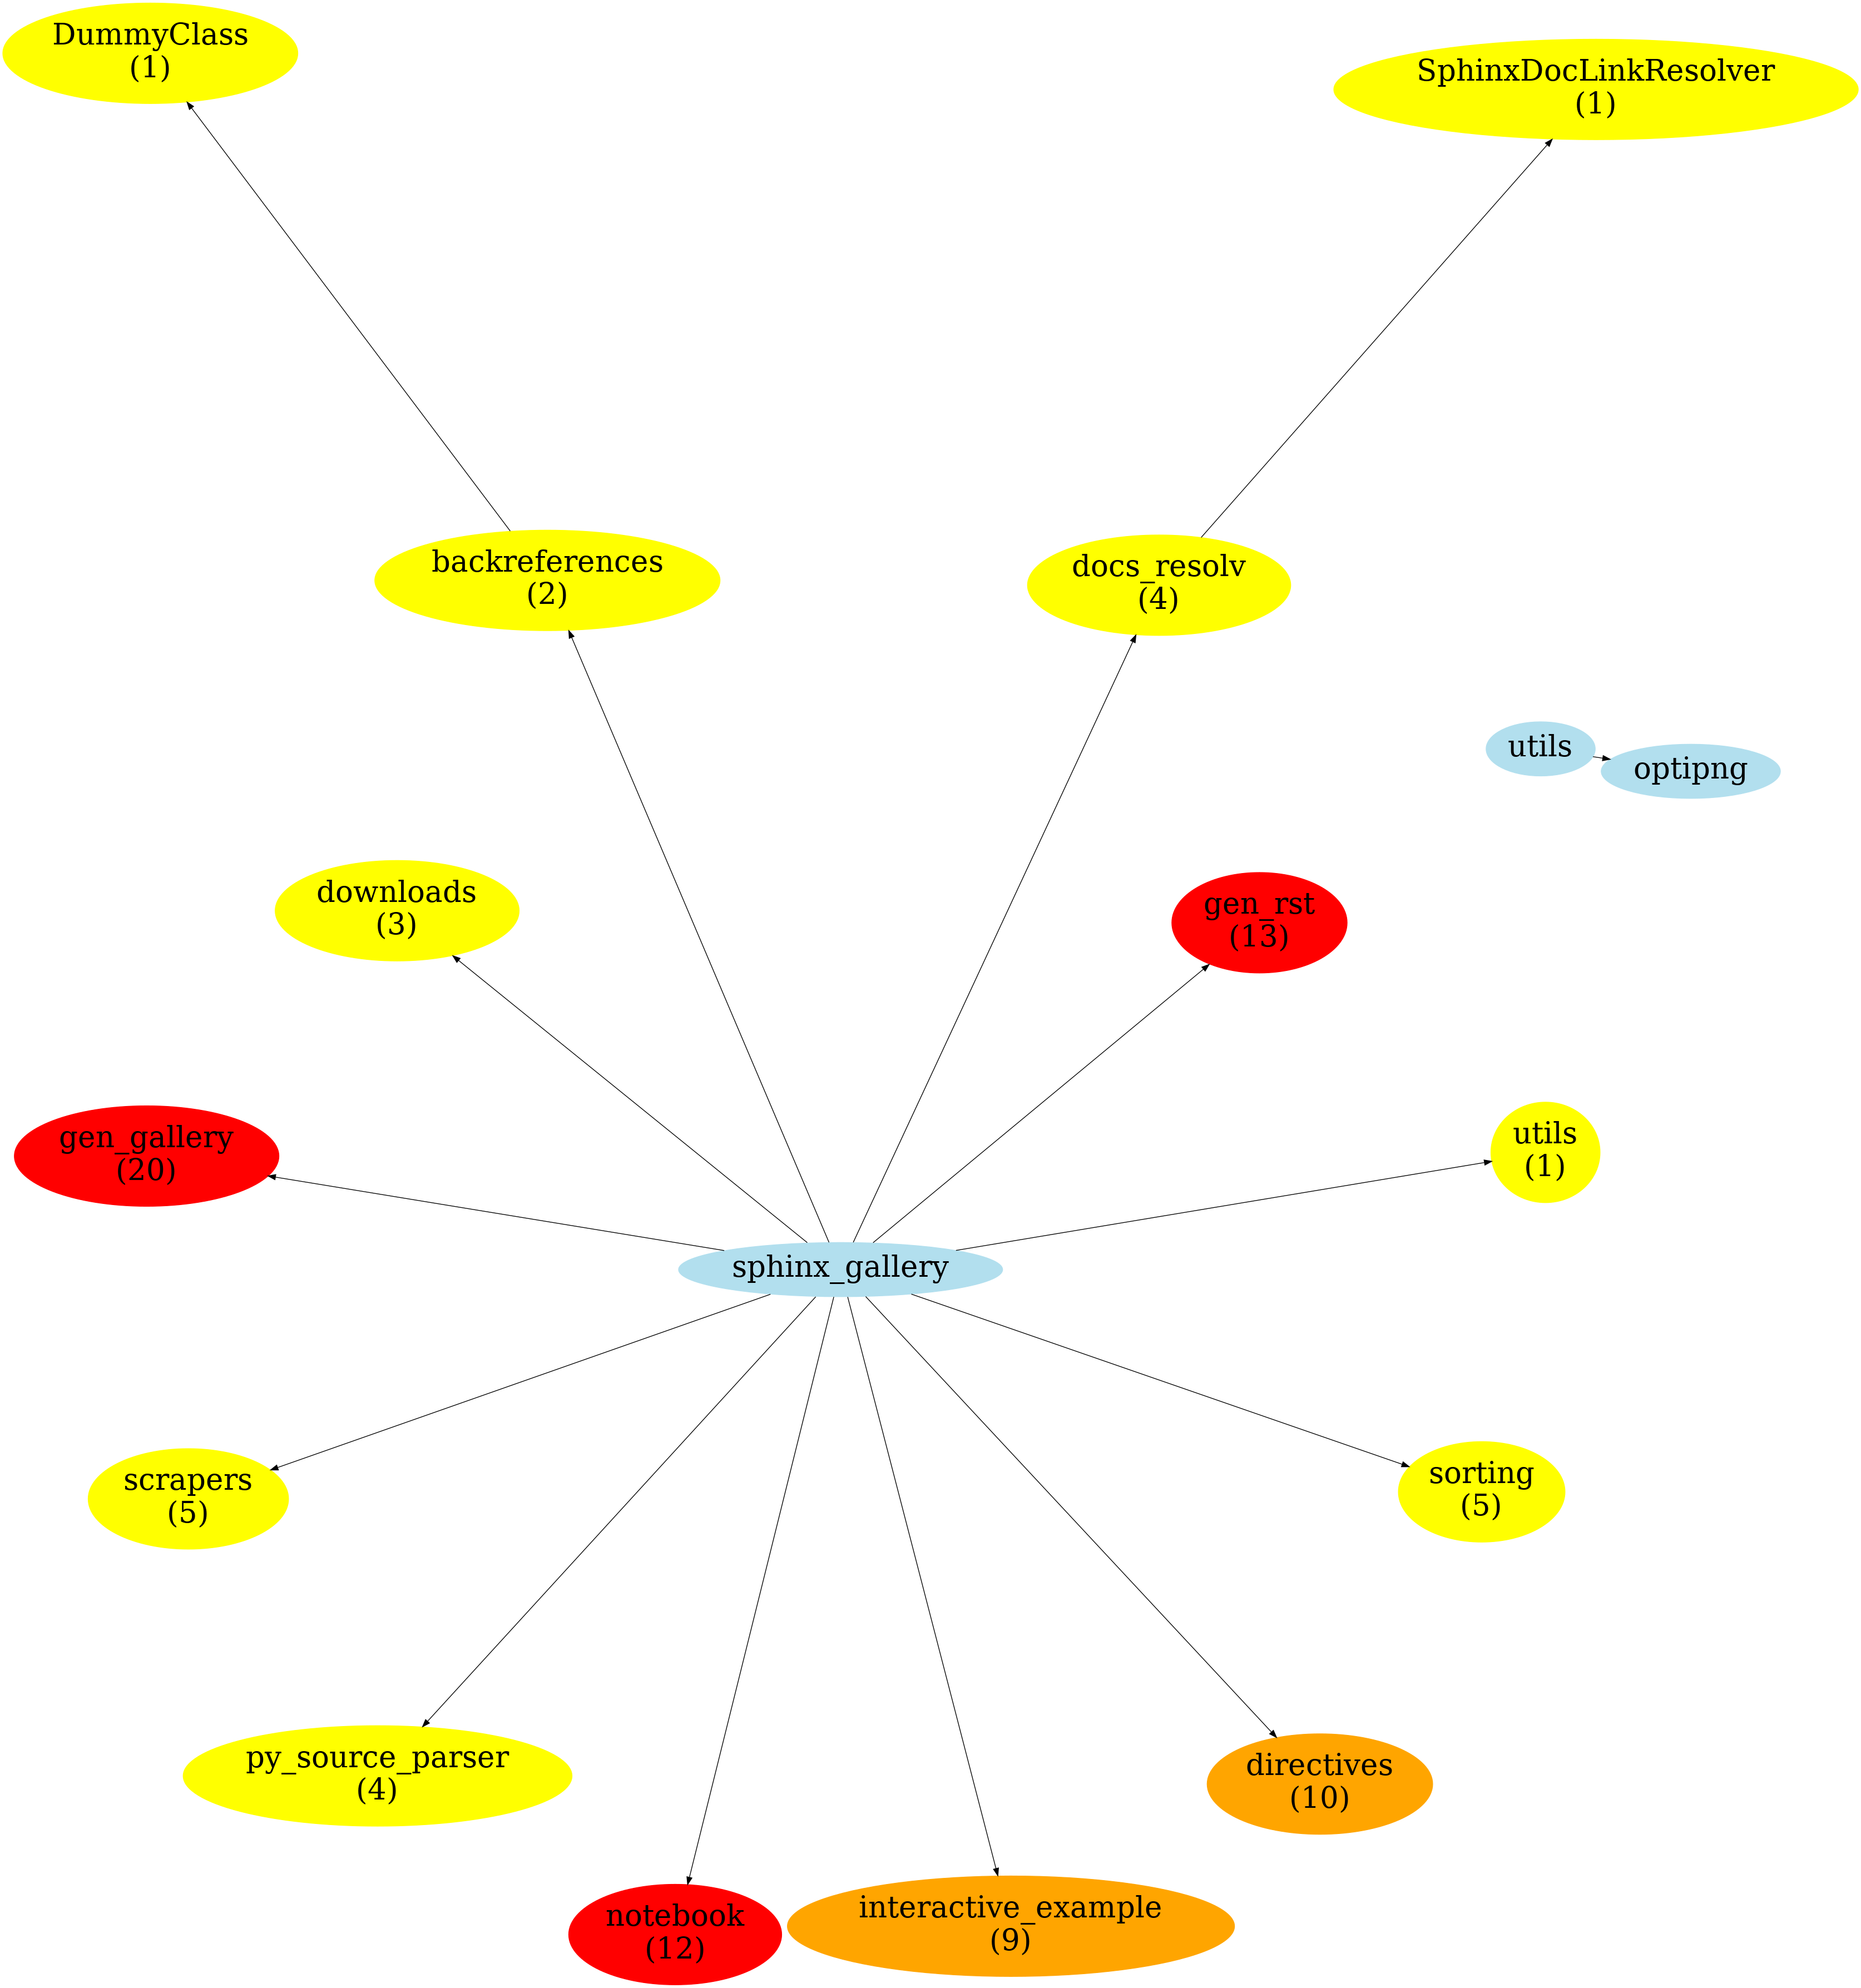 DummyClass
(1)
SphinxDocLinkResolver
(1)
backreferences
(2)
docs_resolv
(4)
utils
optipng
downloads
(3)
gen_rst
(13)
gen_gallery
(20)
utils
(1)
sphinx_gallery
scrapers
(5)
sorting
(5)
py_source_parser
(4)
directives
(10)
notebook
(12)
interactive_example
(9)